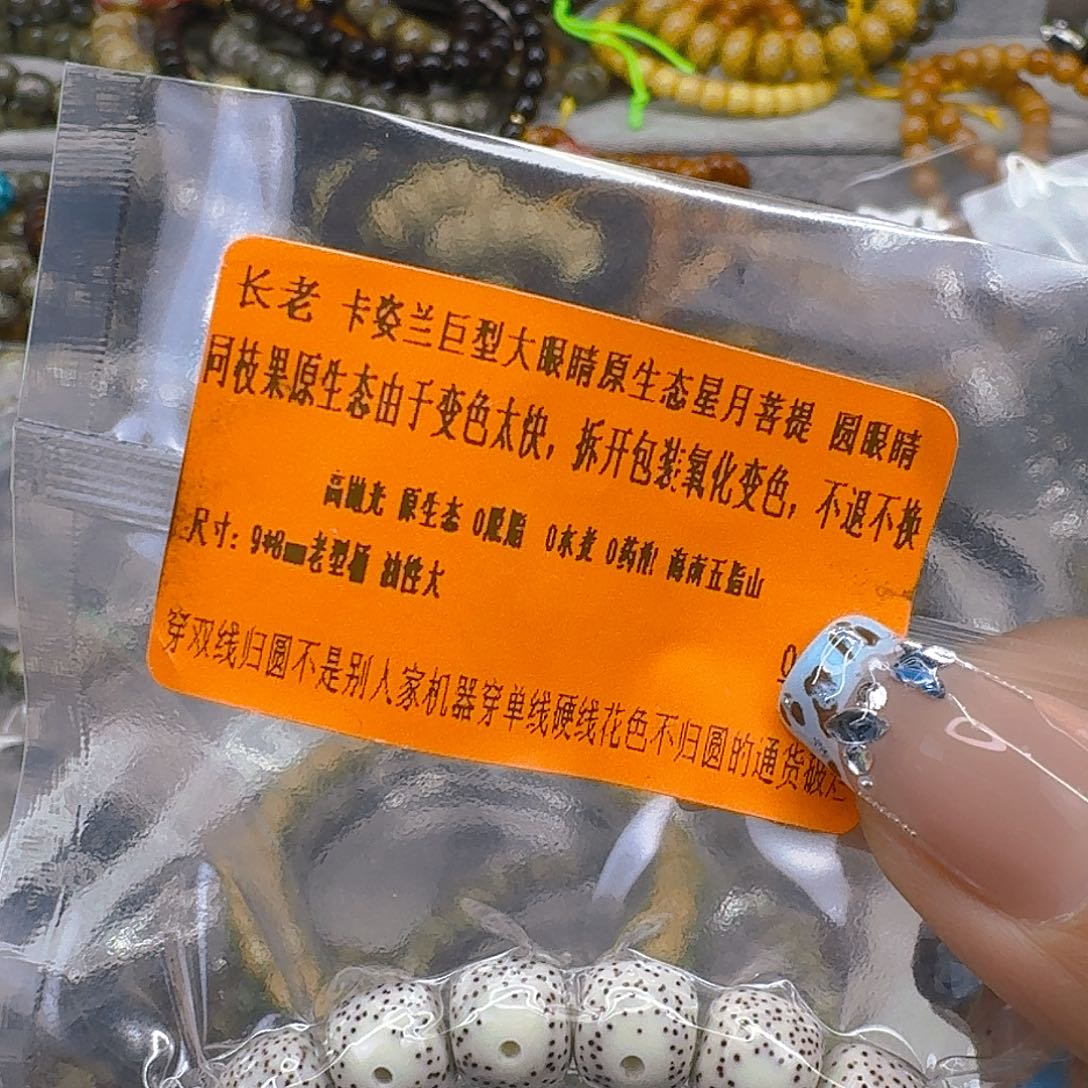 长老 卡姿兰巨型大眼睛原生态星月菩提 圆眼睛
同枝果原生态由于变色太快，拆开包装氧化变色，不退不换
高抛光 原生态 0脱脂 0水煮 0药水! 海南五指山
尺寸：9*8mm老型桶 油性大
穿双线归圆不是别人家机器穿单线硬线花色不归圆的通货破